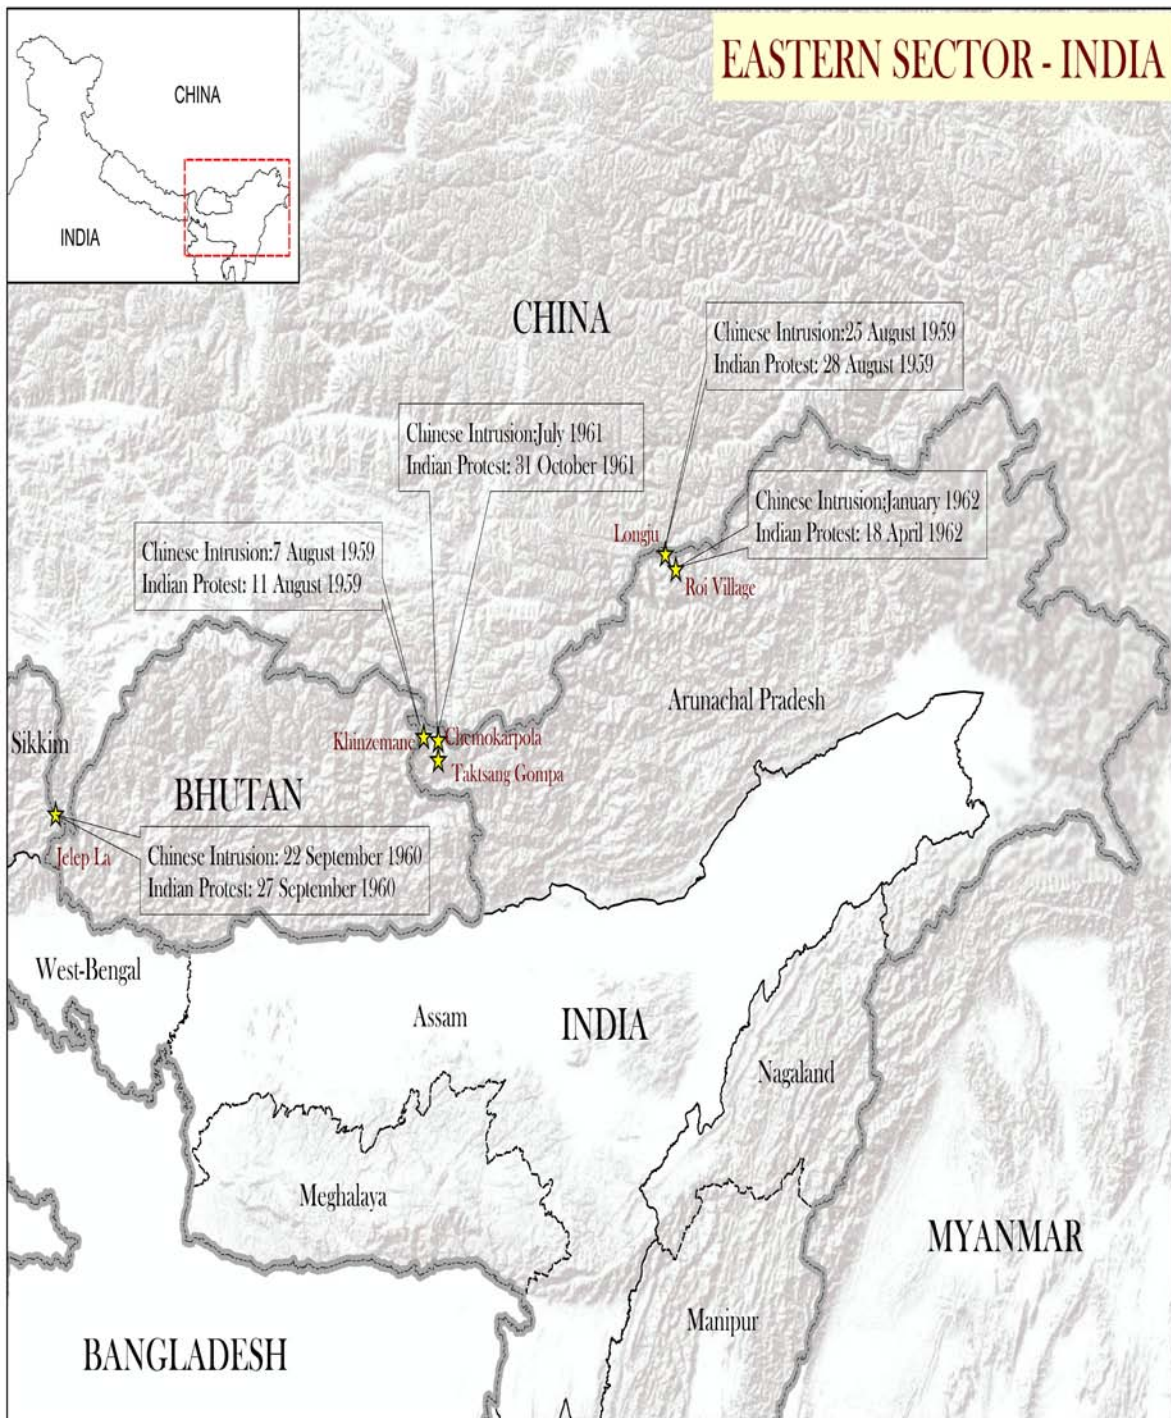 EASTERN SECTOR - INDIA
CHINA
INDIA
CHINA
Chinese Intrusion:25 August 1959
Indian Protest: 28 August 1959
Chinese Intrusion;July 1961
Indian Protest: 31 October 1961
Chinese Intrusion;January 1962
Indian Protest: 18 April 1962
Longju
Chinese Intrusion:7 August 1959
Indian Protest: 11 August 1959
Roi Village
Arunachal Pradesh
Sikkim
Khinzemane
Chemokarpola
Taktsang Gompa
BHUTAN
Jelep La
Chinese Intrusion: 22 September 1960
Indian Protest: 27 September 1960
West-Bengal
Assam
INDIA
Nagaland
Meghalaya
MYANMAR
Manipur
BANGLADESH